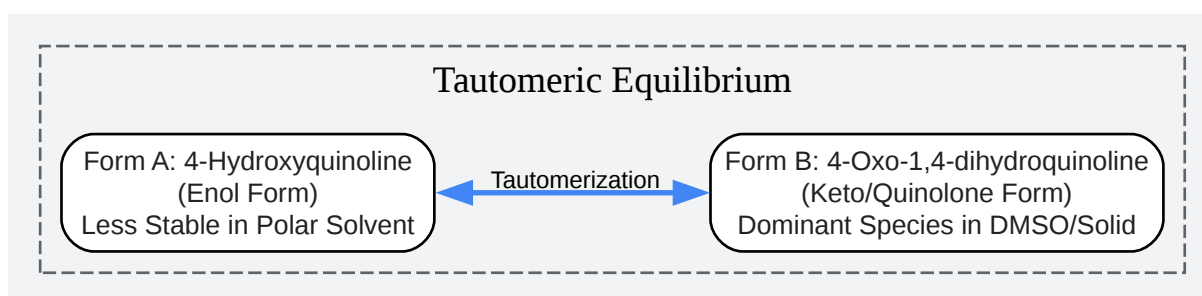 Tautomeric Equilibrium
Form A: 4-Hydroxyquinoline
(Enol Form)
Less Stable in Polar Solvent
Tautomerization
Form B: 4-Oxo-1,4-dihydroquinoline
(Keto/Quinolone Form)
Dominant Species in DMSO/Solid